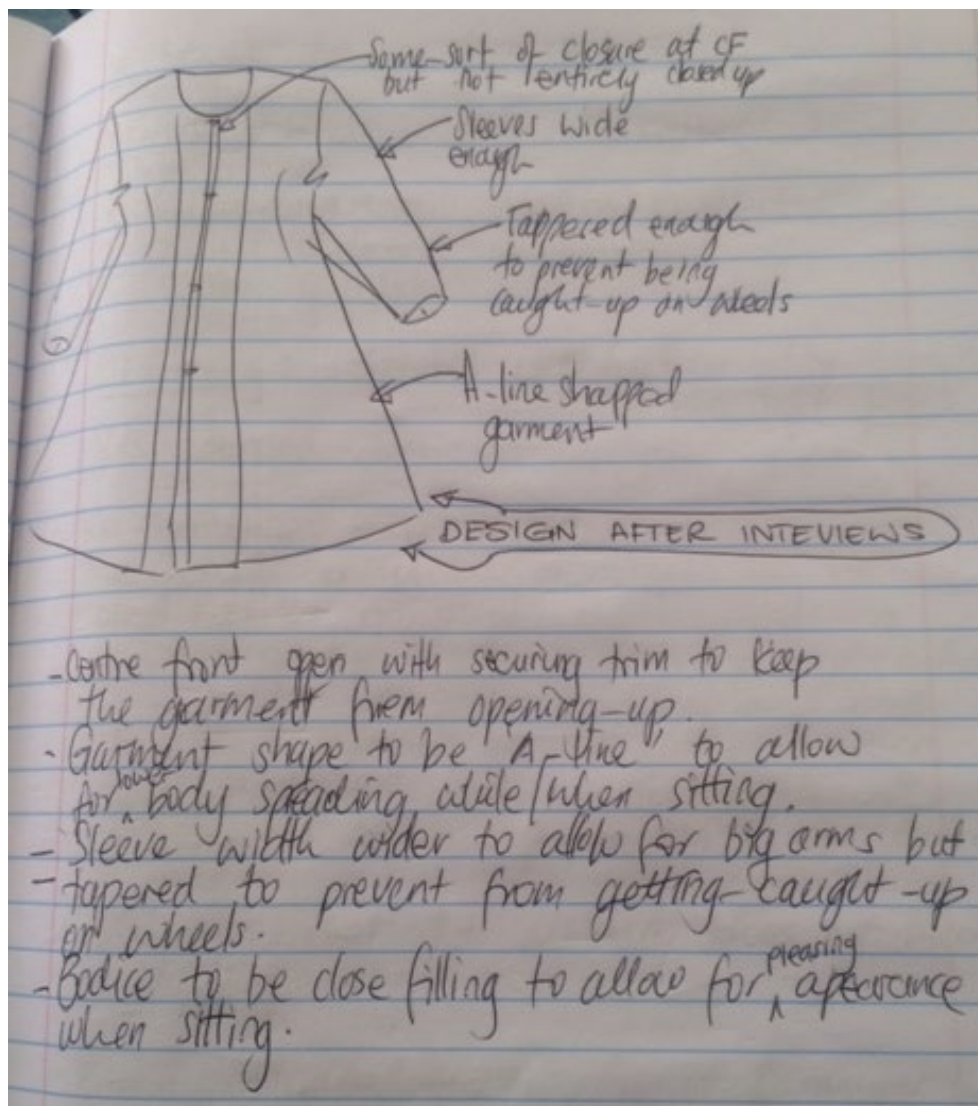 Some sort of closure at CF
but not entirely closed up
Sleeves wide
enough
Tappered enough
to prevent being
caught-up on weels
A-line shapped
garment
DESIGN AFTER INTEVIEWS
- centre front open with securing trim to keep
the garment from opening-up.
- Garment shape to be "A-line" to allow
for lower body spreading while/when sitting.
- Sleeve width wider to allow for big arms but
- tapered to prevent from getting-caught-up
on wheels.
- Bodice to be close filling to allow for pleasing apearance
when sitting.